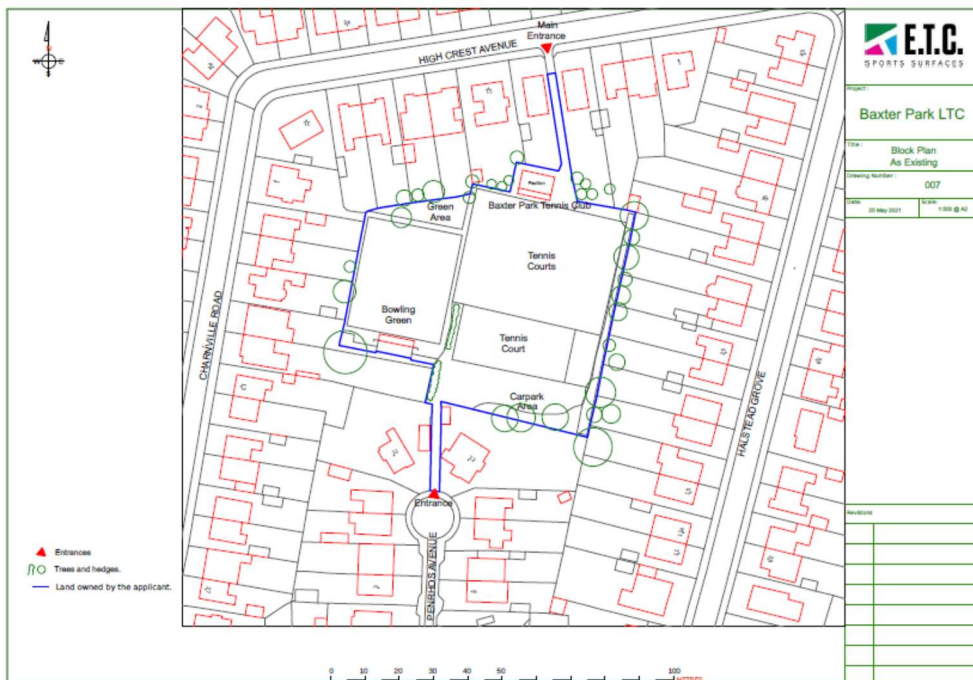 N
W
S
Main
Entrance
HIGH CREST AVENUE
Pavilion
Baxter Park Tennis Club
Green
Area
Tennis
Courts
Bowling
Green
Tennis
Court
Carpark
Area
CHARNVILLE ROAD
HALSTEAD GROVE
Entrance
PENRHOS AVENUE
Entrances
Trees and hedges.
Land owned by the applicant.
0 10 20 30 40 50 100
METRES
E.T.C.
SPORTS SURFACES
Project :
Baxter Park LTC
Title :
Block Plan
As Existing
Drawing Number :
007
Date:
20 May 2021
Scale:
1:500 @ A2
Revisions